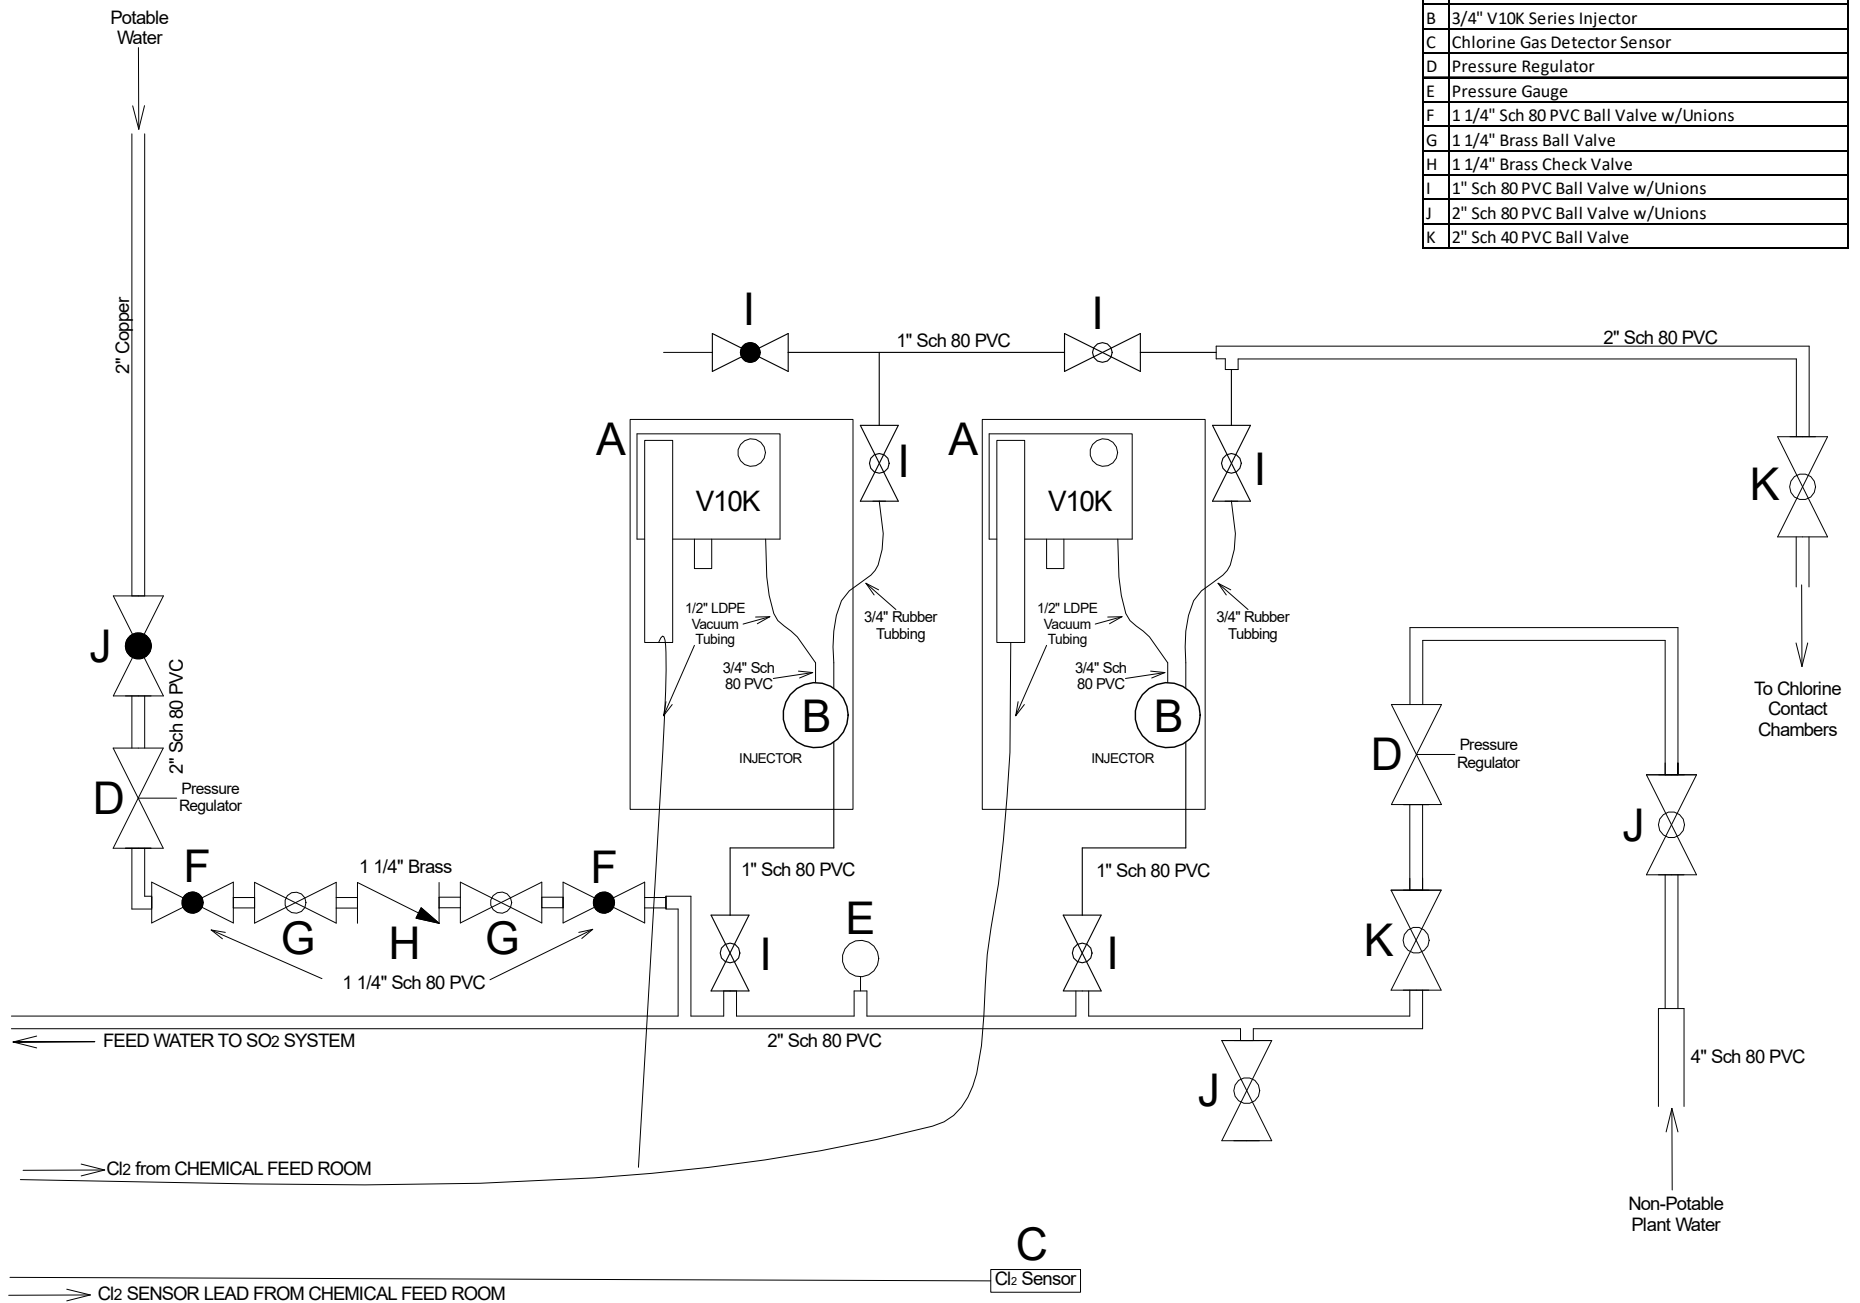 Potable
Water
B 3/4" V10K Series Injector
C Chlorine Gas Detector Sensor
D Pressure Regulator
E Pressure Gauge
F 1 1/4" Sch 80 PVC Ball Valve w/Unions
G 1 1/4" Brass Ball Valve
H 1 1/4" Brass Check Valve
I 1" Sch 80 PVC Ball Valve w/Unions
J 2" Sch 80 PVC Ball Valve w/Unions
K 2" Sch 40 PVC Ball Valve
2" Copper
I
I
1" Sch 80 PVC
2" Sch 80 PVC
A
V10K
I
A
V10K
I
K
1/2" LDPE
Vacuum
Tubing
3/4" Rubber
Tubbing
1/2" LDPE
Vacuum
Tubing
3/4" Rubber
Tubbing
J
2" Sch 80 PVC
3/4" Sch
80 PVC
B
INJECTOR
3/4" Sch
80 PVC
B
INJECTOR
To Chlorine
Contact
Chambers
D
Pressure
Regulator
D
Pressure
Regulator
J
F
1 1/4" Brass
F
1" Sch 80 PVC
1" Sch 80 PVC
G
H
G
I
E
I
K
1 1/4" Sch 80 PVC
FEED WATER TO SO2 SYSTEM
2" Sch 80 PVC
J
4" Sch 80 PVC
Cl2 from CHEMICAL FEED ROOM
Non-Potable
Plant Water
C
Cl2 Sensor
Cl2 SENSOR LEAD FROM CHEMICAL FEED ROOM